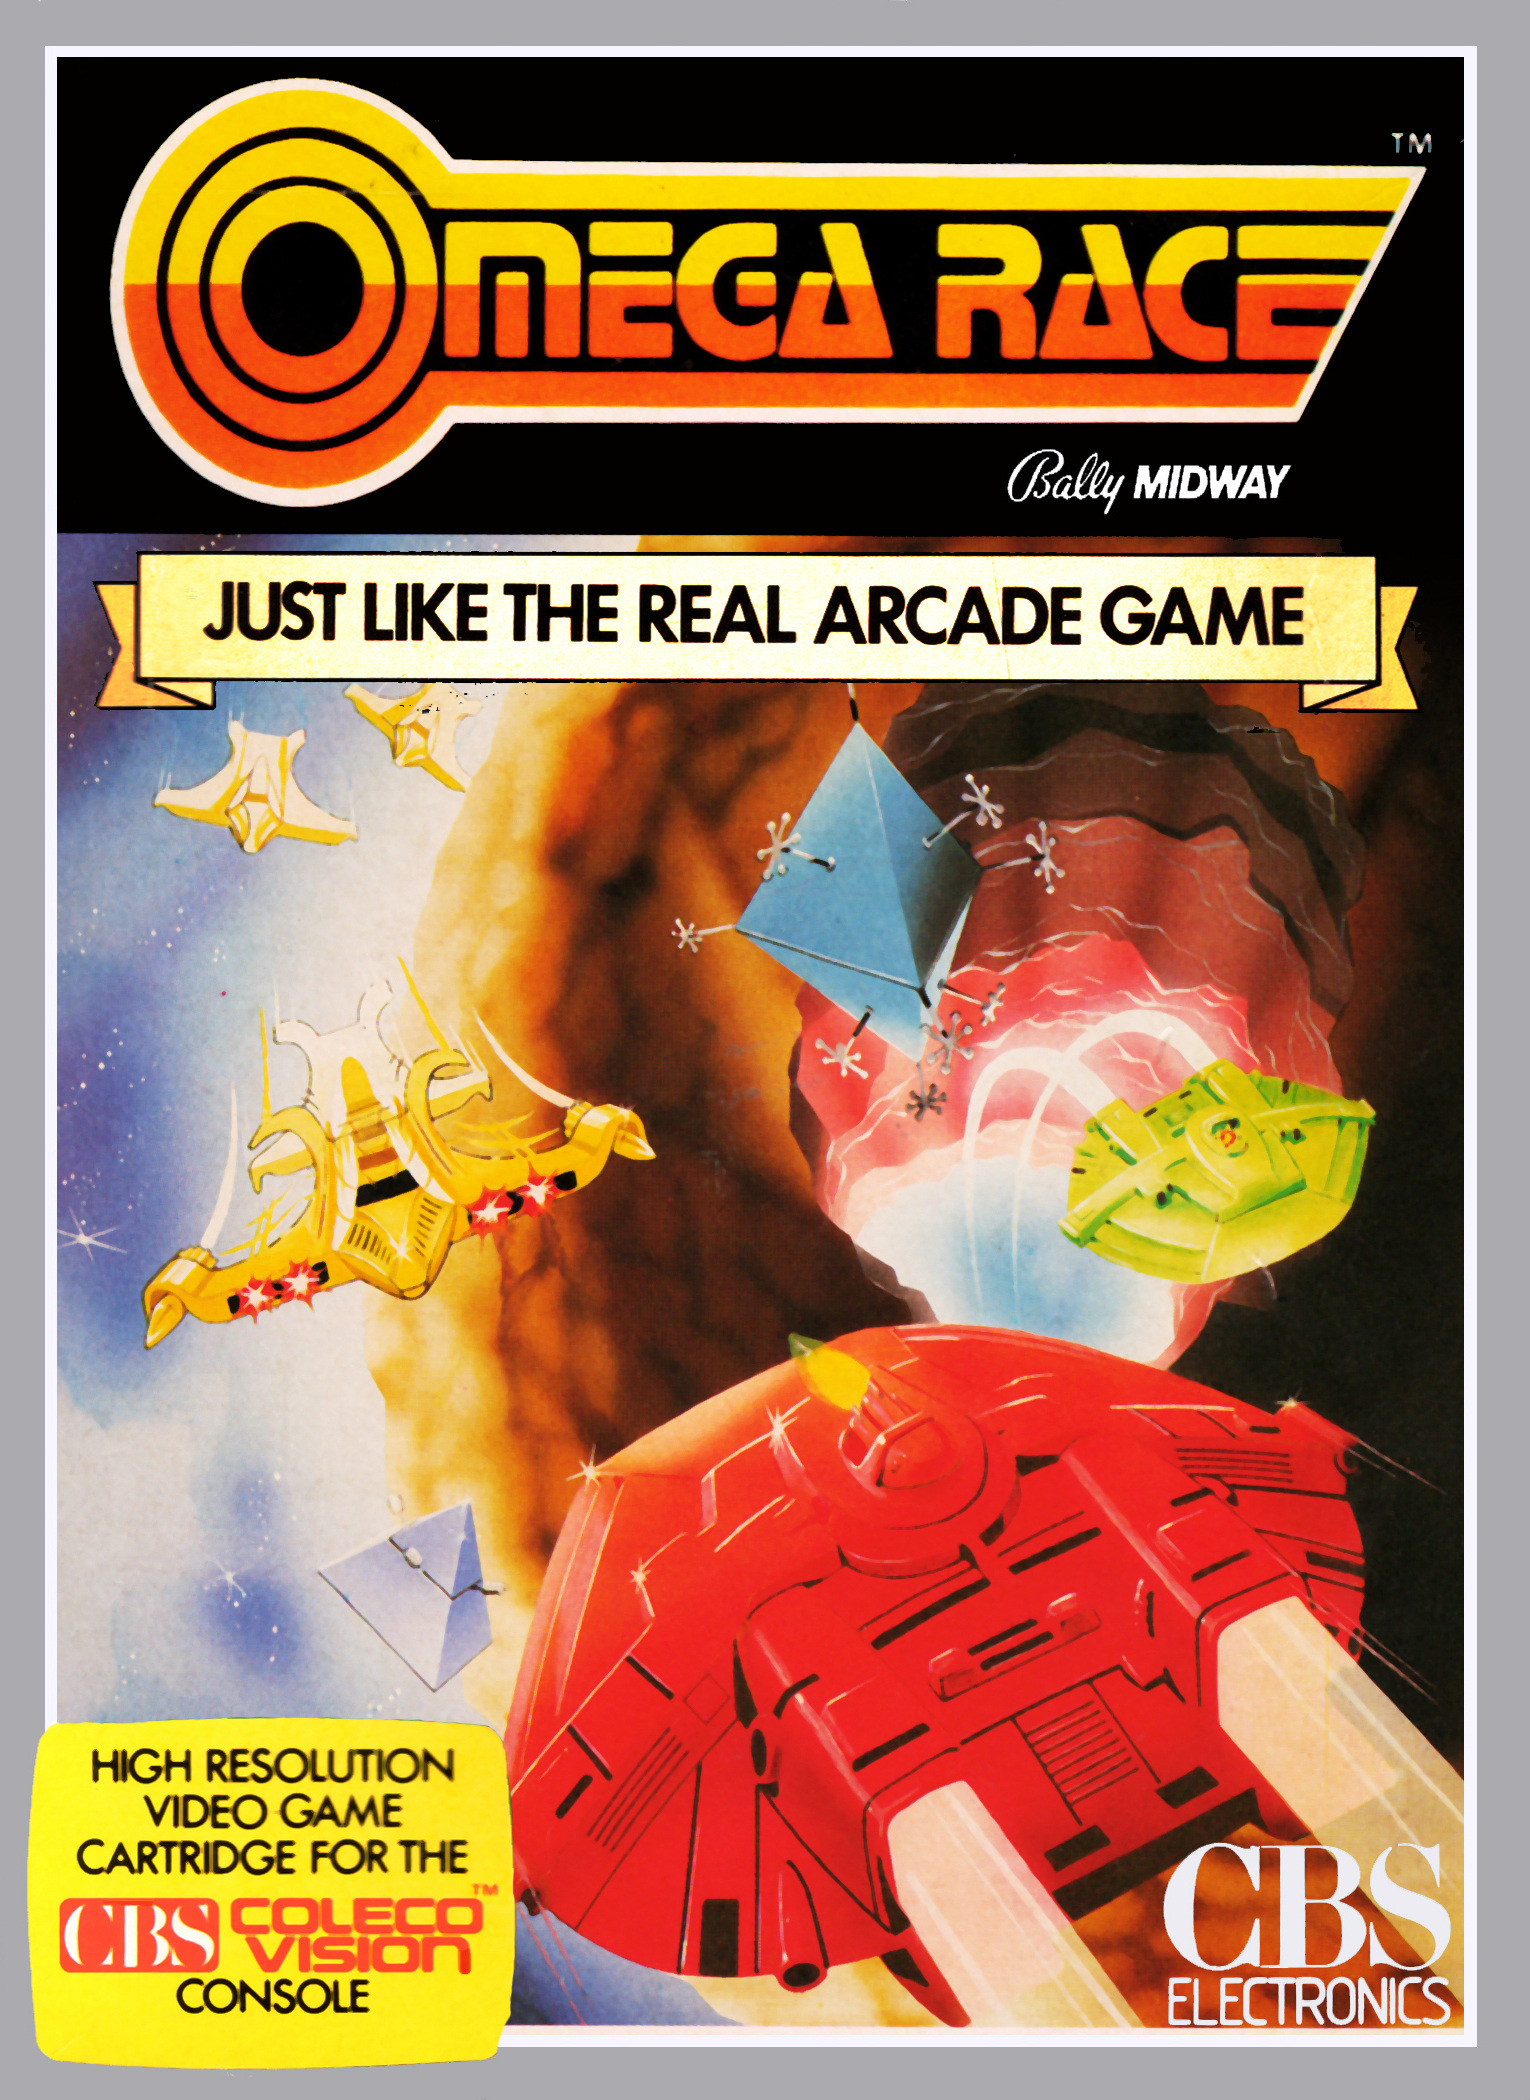 OMEGA RACE
TM
Bally MIDWAY
JUST LIKE THE REAL ARCADE GAME
HIGH RESOLUTION
VIDEO GAME
CARTRIDGE FOR THE
CBS COLECO VISION TM
CONSOLE
CBS
ELECTRONICS